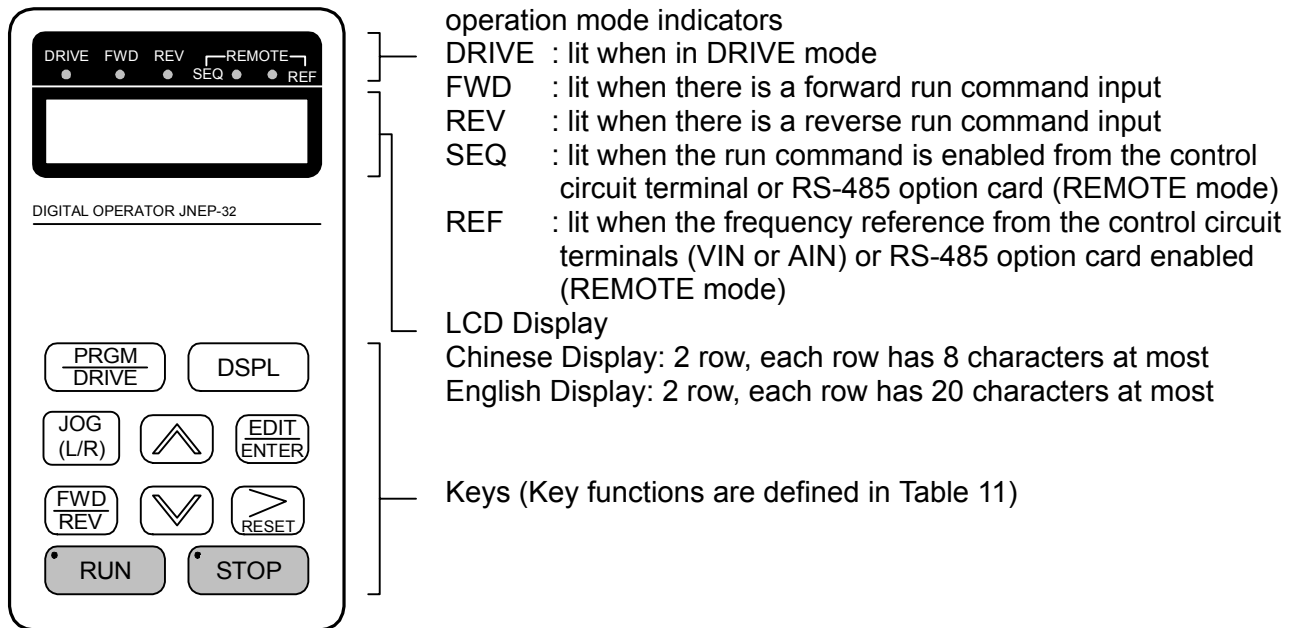 DRIVE FWD REV REMOTE
SEQ REF
DIGITAL OPERATOR JNEP-32
PRGM
DRIVE
DSPL
JOG
(L/R)
EDIT
ENTER
FWD
REV
RESET
RUN
STOP
operation mode indicators
DRIVE : lit when in DRIVE mode
FWD : lit when there is a forward run command input
REV : lit when there is a reverse run command input
SEQ : lit when the run command is enabled from the control
circuit terminal or RS-485 option card (REMOTE mode)
REF : lit when the frequency reference from the control circuit
terminals (VIN or AIN) or RS-485 option card enabled
(REMOTE mode)
LCD Display
Chinese Display: 2 row, each row has 8 characters at most
English Display: 2 row, each row has 20 characters at most
Keys (Key functions are defined in Table 11)